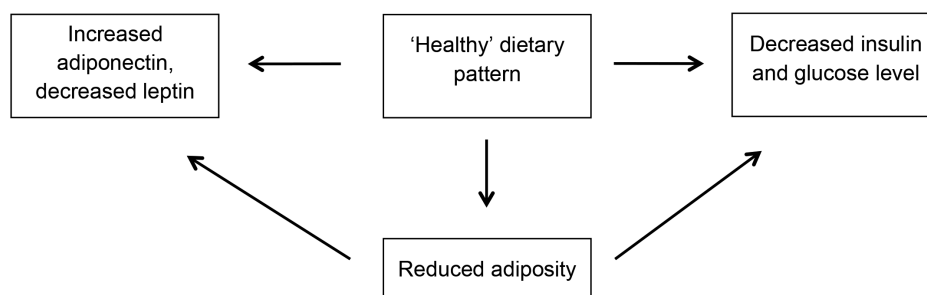 Increased
adiponectin,
decreased leptin
‘Healthy’ dietary
pattern
Decreased insulin
and glucose level
Reduced adiposity